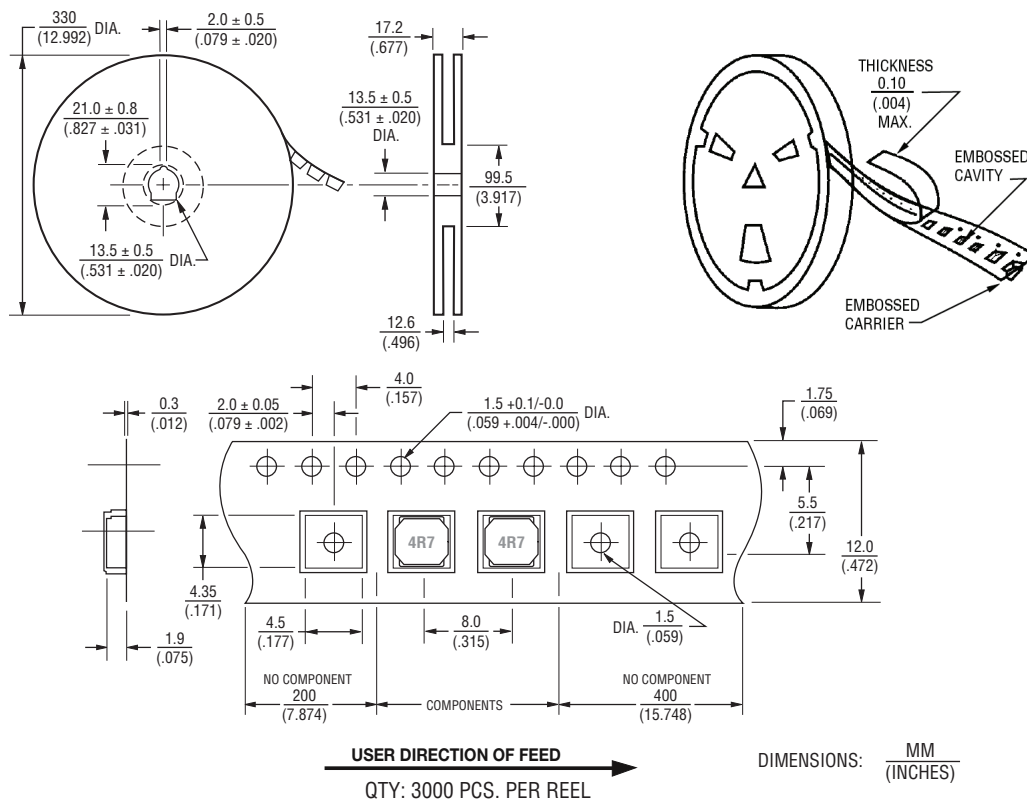 330
(12.992)
DIA.
2.0 ± 0.5
(.079 ± .020)
17.2
(.677)
21.0 ± 0.8
(.827 ± .031)
13.5 ± 0.5
(.531 ± .020)
DIA.
99.5
(3.917)
13.5 ± 0.5
(.531 ± .020)
DIA.
12.6
(.496)
THICKNESS
0.10
(.004)
MAX.
EMBOSSED
CAVITY
EMBOSSED
CARRIER
0.3
(.012)
2.0 ± 0.05
(.079 ± .002)
4.0
(.157)
1.5 +0.1/-0.0
(.059 +.004/-.000)
DIA.
1.75
(.069)
5.5
(.217)
12.0
(.472)
4R7
4R7
4.35
(.171)
1.9
(.075)
4.5
(.177)
8.0
(.315)
DIA.
1.5
(.059)
NO COMPONENT
200
(7.874)
COMPONENTS
NO COMPONENT
400
(15.748)
USER DIRECTION OF FEED
QTY: 3000 PCS. PER REEL
DIMENSIONS:
MM
(INCHES)